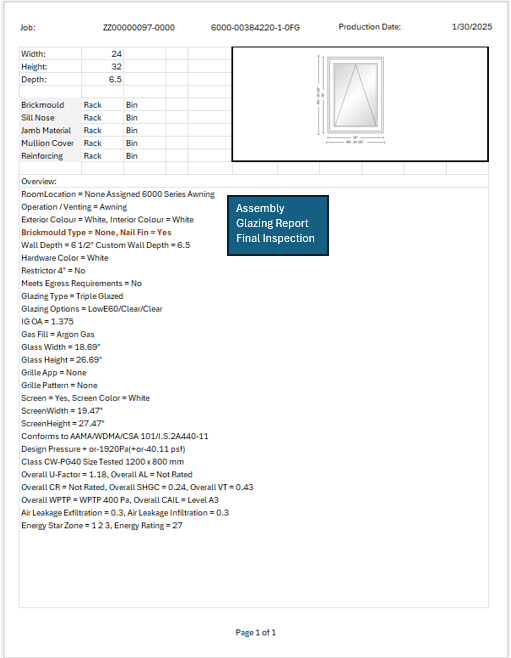 Job: ZZ00000097-0000 6000-00384220-1-0FG Production Date: 1/30/2025
Width: 24
Height: 32
Depth: 6.5
Brickmould Rack Bin
Sill Nose Rack Bin
Jamb Material Rack Bin
Mullion Cover Rack Bin
Reinforcing Rack Bin
Overview:
RoomLocation = None Assigned 6000 Series Awning
Operation / Venting = Awning
Exterior Colour = White, Interior Colour = White
Brickmould Type = None, Nail Fin = Yes
Wall Depth = 6 1/2" Custom Wall Depth = 6.5
Hardware Color = White
Restrictor 4" = No
Meets Egress Requirements = No
Glazing Type = Triple Glazed
Glazing Options = LowE60/Clear/Clear
IG OA = 1.375
Gas Fill = Argon Gas
Glass Width = 18.69"
Glass Height = 26.69"
Grille App = None
Grille Pattern = None
Screen = Yes, Screen Color = White
ScreenWidth = 19.47"
ScreenHeight = 27.47"
Conforms to AAMA/WDMA/CSA 101/I.S.2A440-11
Design Pressure + or-1920Pa(+or-40.11 psf)
Class CW-PG40 Size Tested 1200 x 800 mm
Overall U-Factor = 1.18, Overall AL = Not Rated
Overall CR = Not Rated, Overall SHGC = 0.24, Overall VT = 0.43
Overall WPTP = WPTP 400 Pa, Overall CAIL = Level A3
Air Leakage Exfiltration = 0.3, Air Leakage Infiltration = 0.3
Energy Star Zone = 1 2 3, Energy Rating = 27
Assembly
Glazing Report
Final Inspection
Page 1 of 1